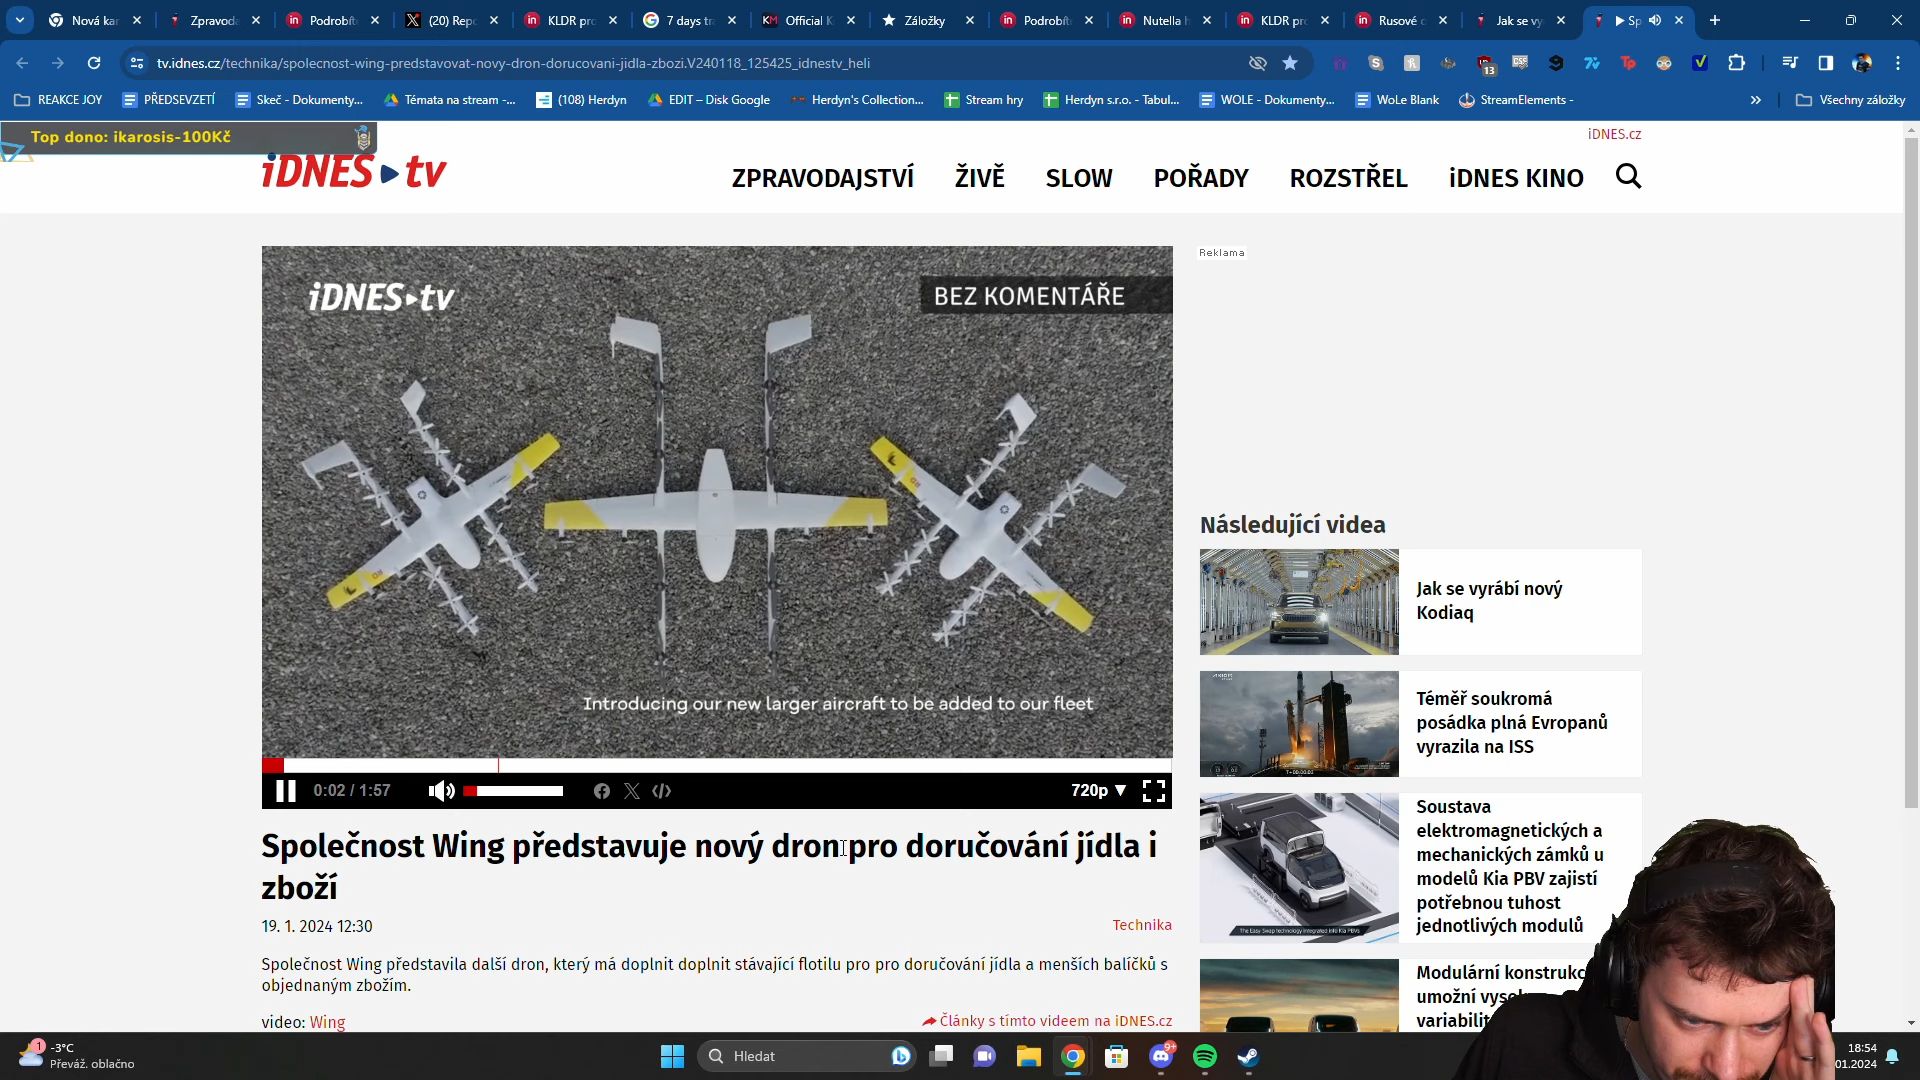 Nová kar
Zpravoda
Podrobit
(20) Repo
KLDR pro
7 days tr
Official K
Záložky
Podrobit
Nutella h
KLDR pro
Rusové o
Jak se vy
Sp
tv.idnes.cz/technika/spolecnost-wing-predstavovat-novy-dron-dorucovani-jidla-zbozi.V240118_125425_idnestv_heli
13
REAKCE JOY
PŘEDSEVZETÍ
Skeč - Dokumenty...
Témata na stream -...
(108) Herdyn
EDIT – Disk Google
Herdyn's Collection...
Stream hry
Herdyn s.r.o. - Tabul...
WOLE - Dokumenty...
WoLe Blank
StreamElements -
Všechny záložky
Top dono: ikarosis-100Kč
iDNES.cz
iDNES tv
ZPRAVODAJSTVÍ
ŽIVĚ
SLOW
POŘADY
ROZSTŘEL
iDNES KINO
Reklama
iDNES tv
BEZ KOMENTÁŘE
Introducing our new larger aircraft to be added to our fleet
0:02 / 1:57
720p
Společnost Wing představuje nový dron pro doručování jídla i
zboží
19. 1. 2024 12:30
Technika
Společnost Wing představila další dron, který má doplnit doplnit stávající flotilu pro pro doručování jídla a menších balíčků s
objednaným zbožím.
video: Wing
Články s tímto videem na iDNES.cz
Následující videa
Jak se vyrábí nový
Kodiaq
Téměř soukromá
posádka plná Evropanů
vyrazila na ISS
Soustava
elektromagnetických a
mechanických zámků u
modelů Kia PBV zajistí
potřebnou tuhost
jednotlivých modulů
Modulární konstrukc
umožní vyso
variabilit
1
-3°C
Převáž. oblačno
Hledat
9+
18:54
01.2024